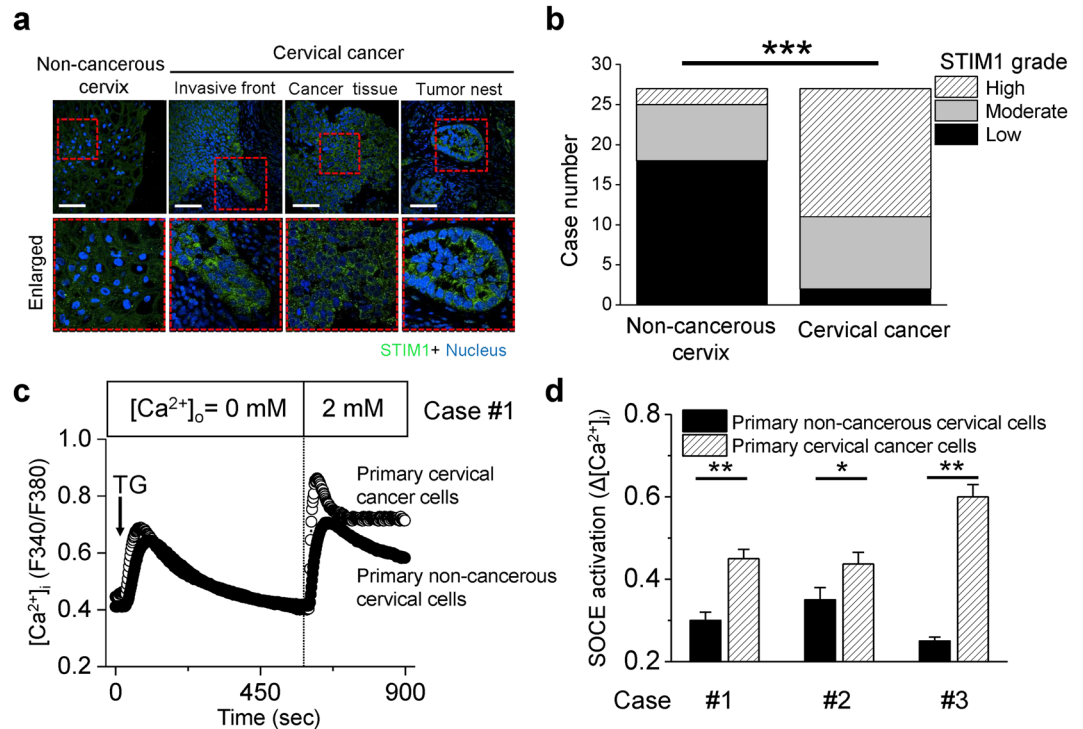 a
Non-cancerous
cervix
Cervical cancer
Invasive front
Cancer tissue
Tumor nest
Enlarged
STIM1+ Nucleus
b
***
STIM1 grade
High
Moderate
Low
Case number
30
25
20
15
10
5
0
Non-cancerous
cervix
Cervical cancer
c
[Ca²⁺]ₒ= 0 mM
2 mM
Case #1
[Ca²⁺]ᵢ (F340/F380)
1.0
0.8
0.6
0.4
0.2
TG
Primary cervical
cancer cells
Primary non-cancerous
cervical cells
0
450
900
Time (sec)
d
SOCE activation (Δ[Ca²⁺]ᵢ)
0.8
0.6
0.4
0.2
Primary non-cancerous cervical cells
Primary cervical cancer cells
**
*
**
Case
#1
#2
#3